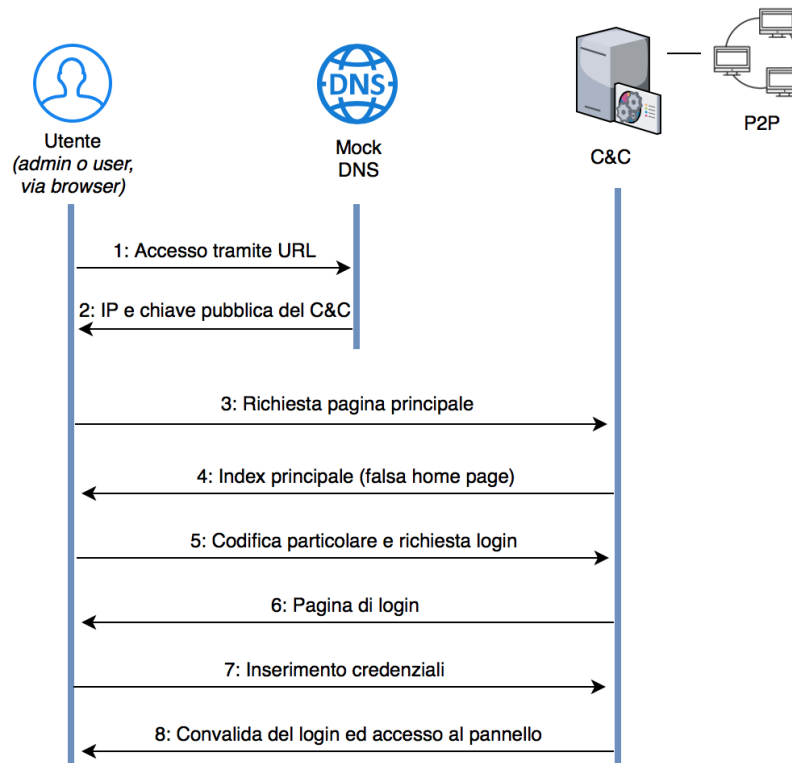 DNS
P2P
Utente
(admin o user,
via browser)
Mock
DNS
C&C
1: Accesso tramite URL
2: IP e chiave pubblica del C&C
3: Richiesta pagina principale
4: Index principale (falsa home page)
5: Codifica particolare e richiesta login
6: Pagina di login
7: Inserimento credenziali
8: Convalida del login ed accesso al pannello